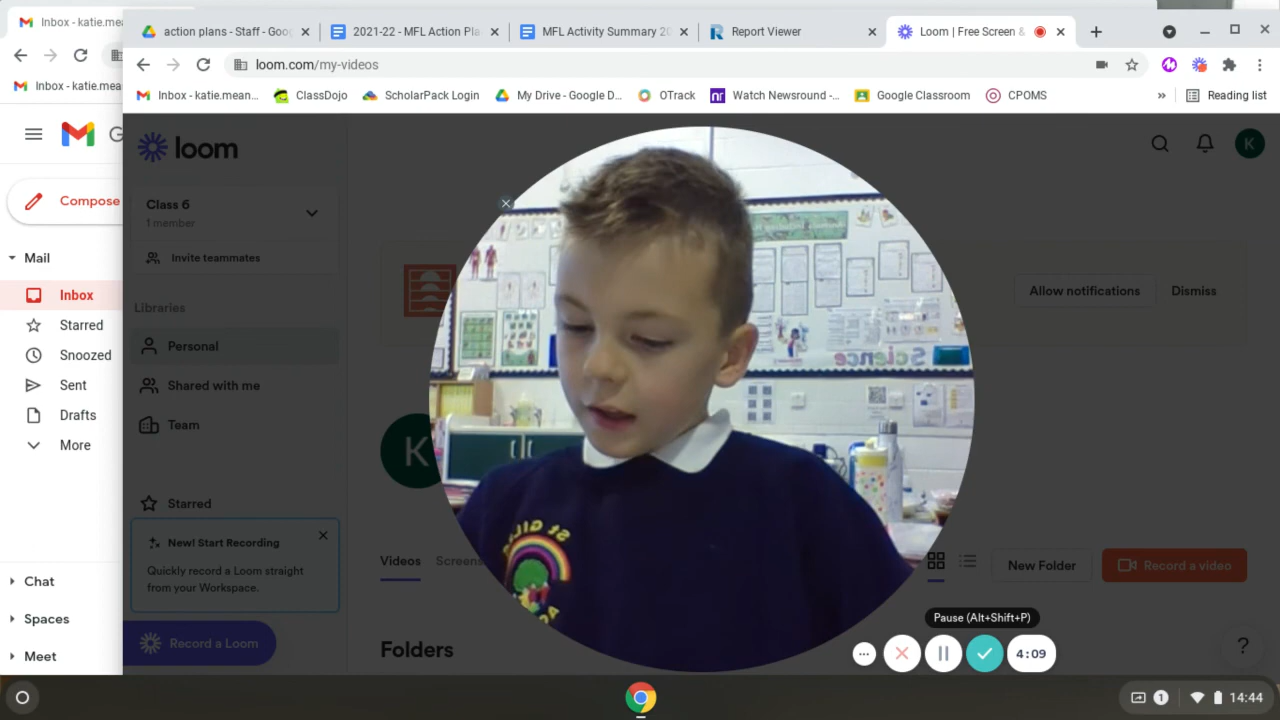 Inbox - katie.mea
action plans - Staff - Goo
2021-22 - MFL Action Pla
MFL Activity Summary 20
Report Viewer
Loom | Free Screen &
loom.com/my-videos
Inbox - katie.mea
Inbox - katie.mean...
ClassDojo
ScholarPack Login
My Drive - Google D...
OTrack
Watch Newsround -...
Google Classroom
CPOMS
»
Reading list
G
loom
K
Compose
Class 6
1 member
Invite teammates
Mail
Inbox
Starred
Snoozed
Sent
Drafts
More
Libraries
Personal
Shared with me
Team
Starred
Allow notifications
Dismiss
Science
K
New! Start Recording
Quickly record a Loom straight
from your Workspace.
Videos
Screens
New Folder
Record a video
Chat
Spaces
Meet
Record a Loom
Folders
Pause (Alt+Shift+P)
4:09
?
1
14:44